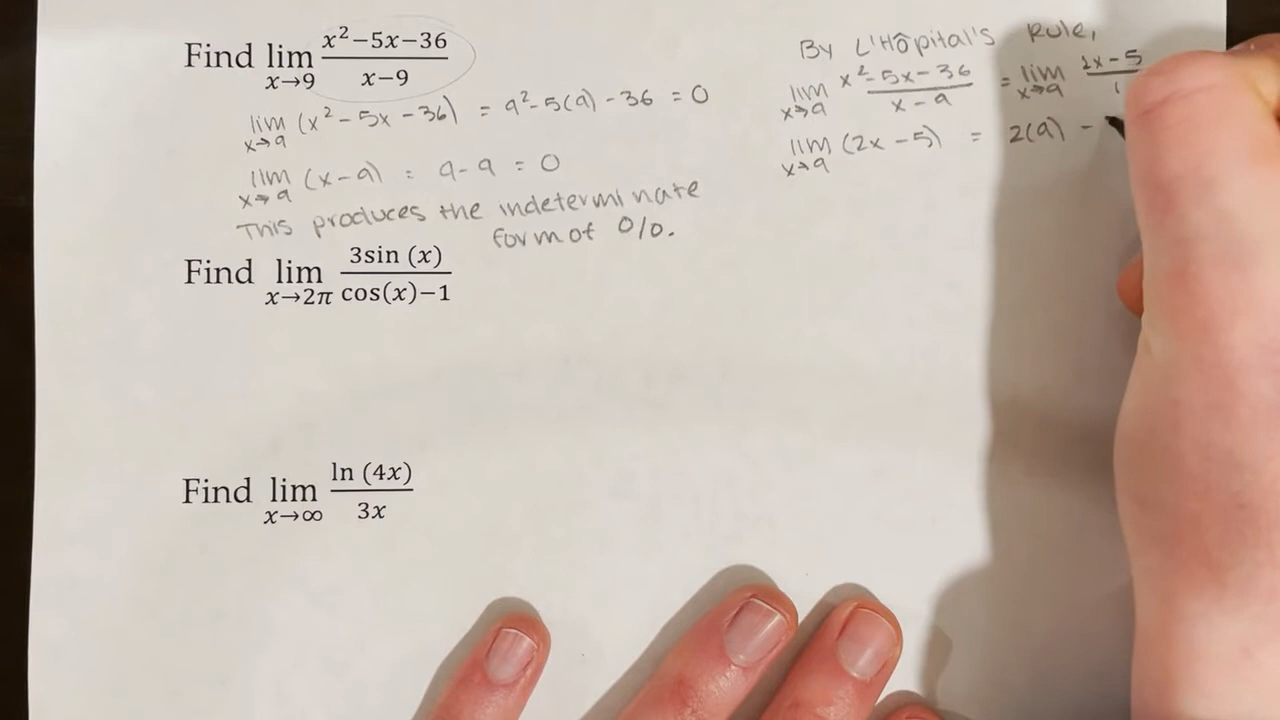 Find lim x→9 x²−5x−36 / x−9
lim x→9 (x² − 5x − 36) = 9² − 5(9) − 36 = 0
lim x→9 (x − 9) = 9 − 9 = 0
This produces the indeterminate
form of 0/0.
By L'Hôpital's Rule,
lim x→9 x² − 5x − 36 / x − 9 = lim x→9 2x − 5 / 1
lim x→9 (2x − 5) = 2(9) −
Find lim x→2π 3sin (x) / cos(x)−1
Find lim x→∞ ln (4x) / 3x